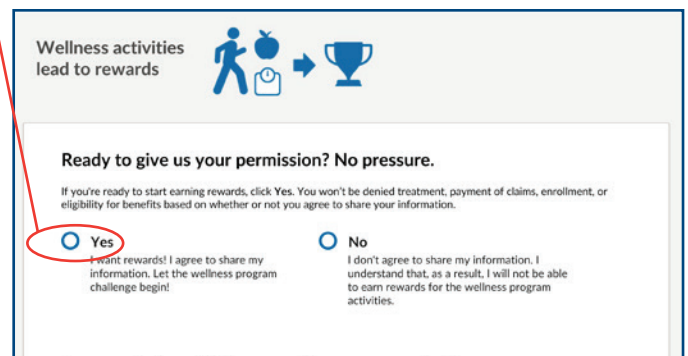 Wellness activities
lead to rewards
Ready to give us your permission? No pressure.
If you're ready to start earning rewards, click Yes. You won't be denied treatment, payment of claims, enrollment, or
eligibility for benefits based on whether or not you agree to share your information.
Yes
I want rewards! I agree to share my
information. Let the wellness program
challenge begin!
No
I don't agree to share my information. I
understand that, as a result, I will not be able
to earn rewards for the wellness program
activities.